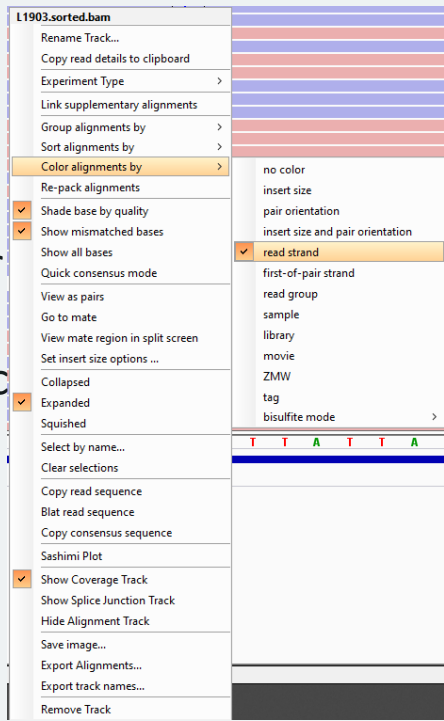 L1903.sorted.bam
Rename Track...
Copy read details to clipboard
Experiment Type
Link supplementary alignments
Group alignments by
Sort alignments by
Color alignments by
Re-pack alignments
Shade base by quality
Show mismatched bases
Show all bases
Quick consensus mode
View as pairs
Go to mate
View mate region in split screen
Set insert size options ...
Collapsed
Expanded
Squished
Select by name...
Clear selections
Copy read sequence
Blat read sequence
Copy consensus sequence
Sashimi Plot
Show Coverage Track
Show Splice Junction Track
Hide Alignment Track
Save image...
Export Alignments...
Export track names...
Remove Track
no color
insert size
pair orientation
insert size and pair orientation
read strand
first-of-pair strand
read group
sample
library
movie
ZMW
tag
bisulfite mode
T T A T T A